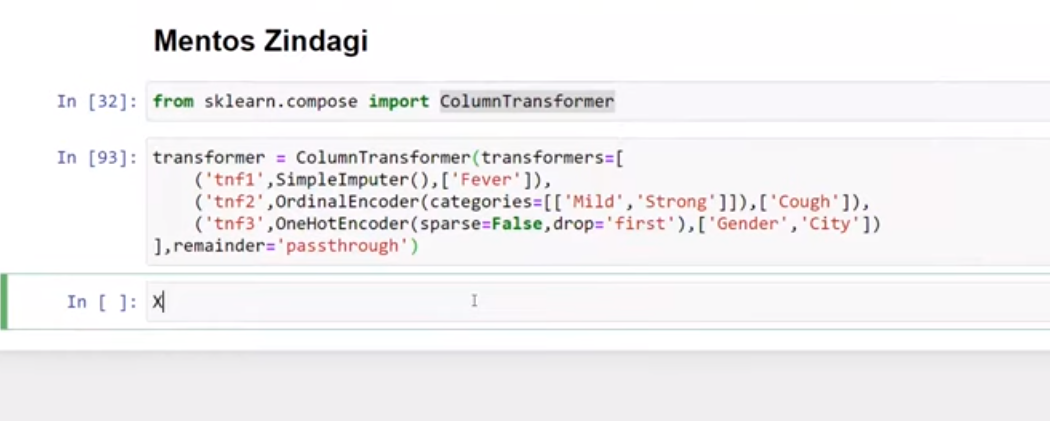 Mentos Zindagi
In [32]: from sklearn.compose import ColumnTransformer
In [93]: transformer = ColumnTransformer(transformers=[
('tnf1',SimpleImputer(),['Fever']),
('tnf2',OrdinalEncoder(categories=[['Mild','Strong']]),['Cough']),
('tnf3',OneHotEncoder(sparse=False,drop='first'),['Gender','City'])
],remainder='passthrough')
In [ ]: X